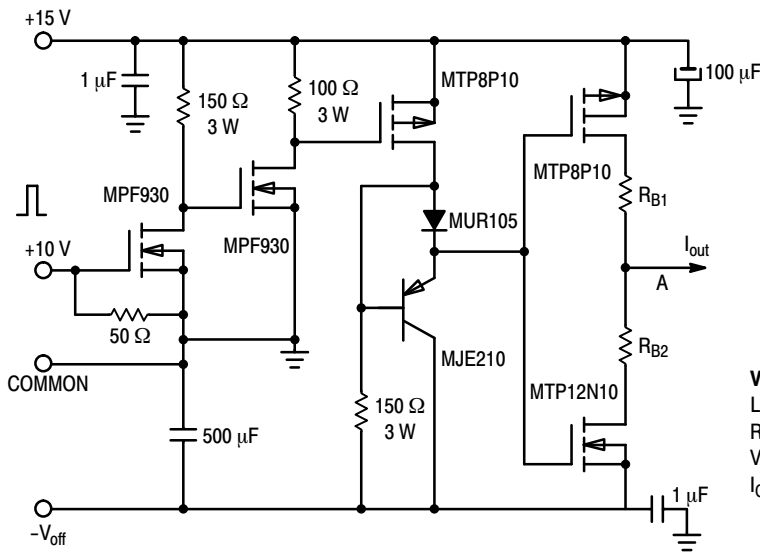 +15 V
1 μF
150 Ω
3 W
100 Ω
3 W
MTP8P10
100 μF
MPF930
MPF930
MTP8P10
R_B1
MUR105
+10 V
I_out
A
50 Ω
COMMON
MJE210
R_B2
MTP12N10
150 Ω
3 W
500 μF
1 μF
-V_off
V
L
R
V
I_C